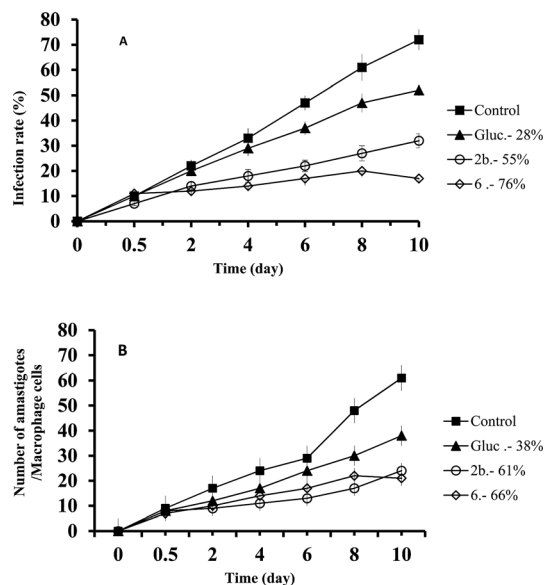 A
80
70
60
50
40
30
20
10
0
Infection rate (%)
0 0.5 2 4 6 8 10
Time (day)
Control
Gluc.- 28%
2b.- 55%
6 .- 76%
B
80
70
60
50
40
30
20
10
0
Number of amastigotes
/Macrophage cells
0 0.5 2 4 6 8 10
Time (day)
Control
Gluc .- 38%
2b.- 61%
6.- 66%